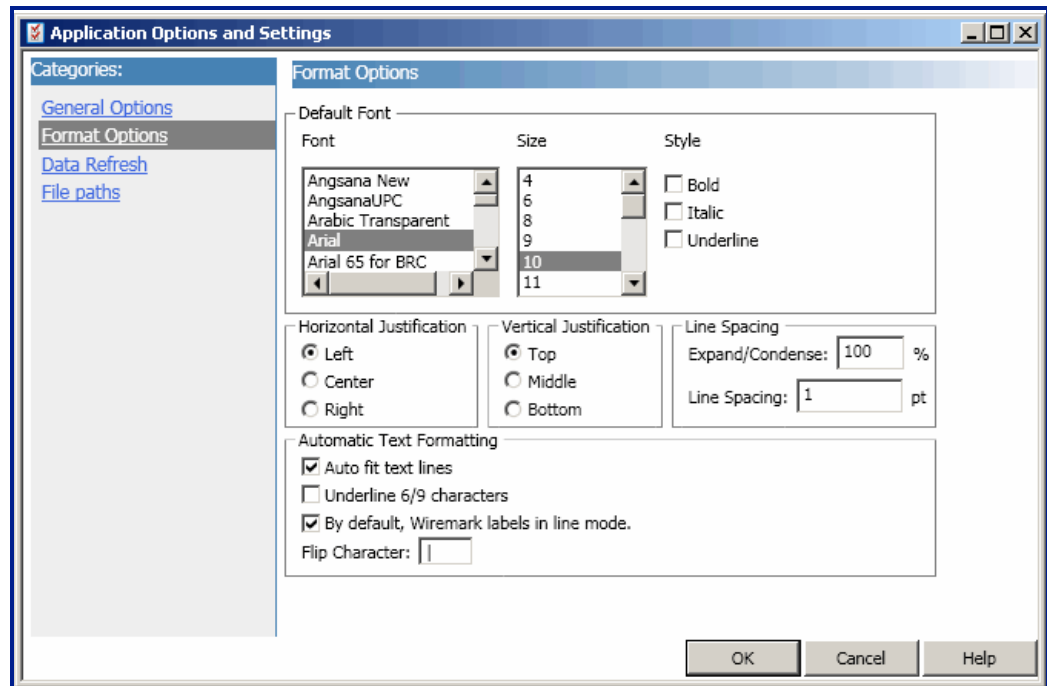 Application Options and Settings
Categories:
General Options
Format Options
Data Refresh
File paths
Format Options
Default Font
Font
Size
Style
Angsana New
AngsanaUPC
Arabic Transparent
Arial
Arial 65 for BRC
4
6
8
9
10
11
Bold
Italic
Underline
Horizontal Justification
Left
Center
Right
Vertical Justification
Top
Middle
Bottom
Line Spacing
Expand/Condense: 100 %
Line Spacing: 1 pt
Automatic Text Formatting
Auto fit text lines
Underline 6/9 characters
By default, Wiremark labels in line mode.
Flip Character: |
OK
Cancel
Help